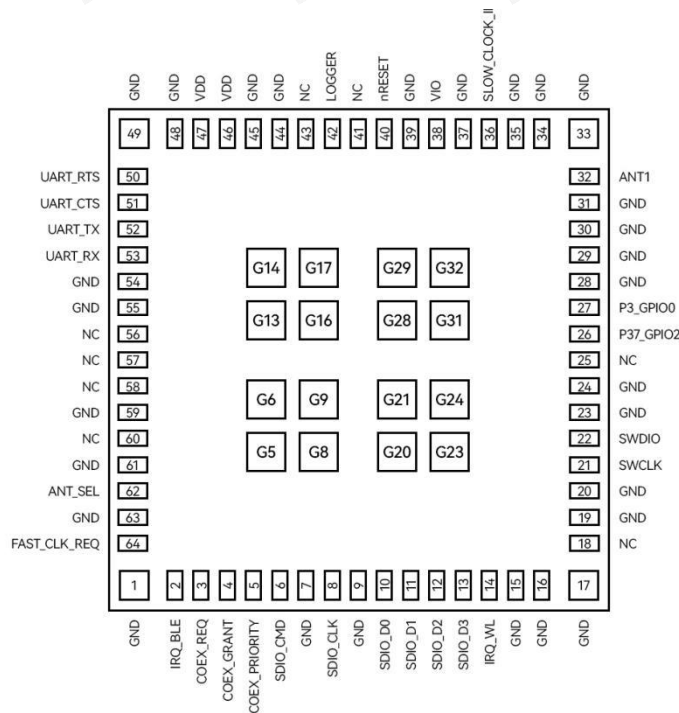 GND GND VDD VDD GND GND NC LOGGER NC nRESET GND VIO GND SLOW_CLOCK_II GND GND GND
49 48 47 46 45 44 43 42 41 40 39 38 37 36 35 34 33
UART_RTS 50 32 ANT1
UART_CTS 51 31 GND
UART_TX 52 30 GND
UART_RX 53 29 GND
G14 G17 G29 G32
GND 54 28 GND
GND 55 27 P3_GPIO0
G13 G16 G28 G31
NC 56 26 P37_GPIO2
NC 57 25 NC
NC 58 24 GND
G6 G9 G21 G24
GND 59 23 GND
NC 60 22 SWDIO
G5 G8 G20 G23
GND 61 21 SWCLK
ANT_SEL 62 20 GND
GND 63 19 GND
FAST_CLK_REQ 64 18 NC
1 2 3 4 5 6 7 8 9 10 11 12 13 14 15 16 17
GND IRQ_BLE COEX_REQ COEX_GRANT COEX_PRIORITY SDIO_CMD GND SDIO_CLK GND SDIO_D0 SDIO_D1 SDIO_D2 SDIO_D3 IRQ_WL GND GND GND